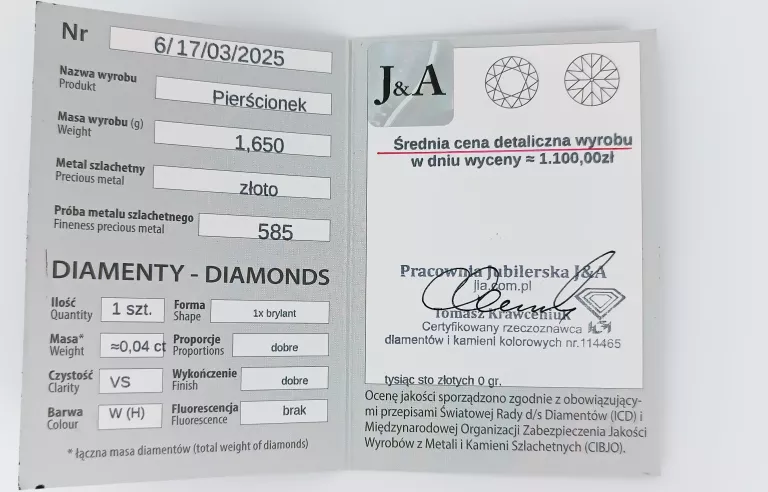 Nr 6/17/03/2025
Nazwa wyrobu
Produkt
Pierścionek
Masa wyrobu (g)
Weight
1,650
Metal szlachetny
Precious metal
złoto
Próba metalu szlachetnego
Fineness precious metal
585
DIAMENTY - DIAMONDS
Ilość
Quantity
1 szt.
Forma
Shape
1x brylant
Masa*
Weight
≈0,04 ct
Proporcje
Proportions
dobre
Czystość
Clarity
VS
Wykończenie
Finish
dobre
Barwa
Colour
W (H)
Fluorescencja
Fluorescence
brak
* łączna masa diamentów (total weight of diamonds)
J&A
Średnia cena detaliczna wyrobu
w dniu wyceny ≈ 1.100,00zł
Pracownia Jubilerska J&A
jia.com.pl
Tomasz Krawceniuk
Certyfikowany rzeczoznawca
diamentów i kamieni kolorowych nr.114465
tysiąc sto złotych 0 gr.
Ocenę jakości sporządzono zgodnie z obowiązujący-
mi przepisami Światowej Rady d/s Diamentów (ICD) i
Międzynarodowej Organizacji Zabezpieczenia Jakości
Wyrobów z Metali i Kamieni Szlachetnych (CIBJO).